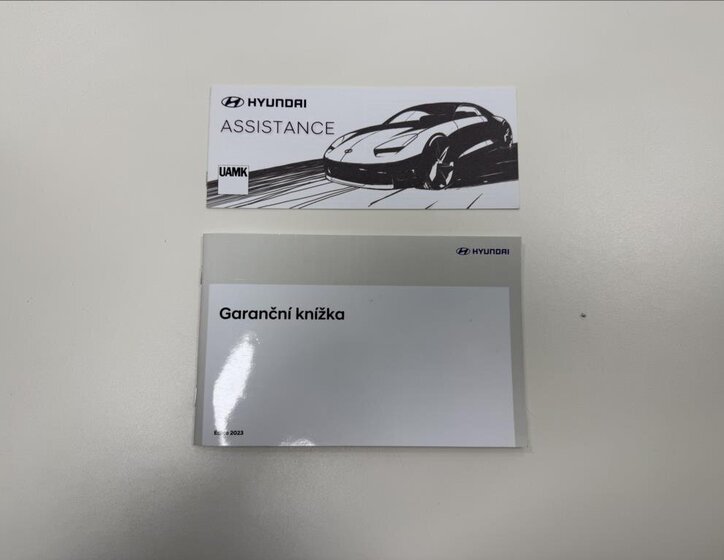 HYUNDAI
ASSISTANCE
UAMK
HYUNDAI
Garanční knížka
2023